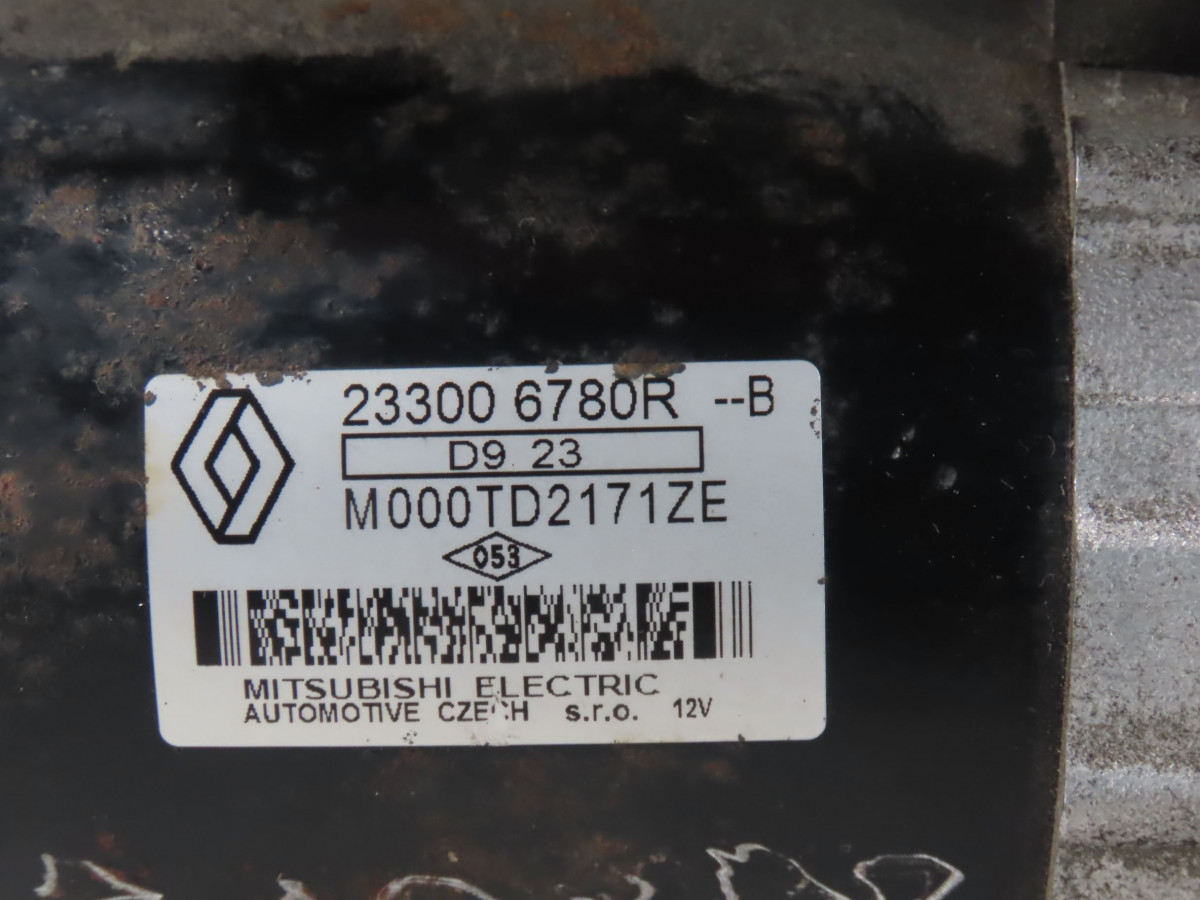 23300 6780R --B
D9 23
M000TD2171ZE
053
MITSUBISHI ELECTRIC
AUTOMOTIVE CZECH s.r.o. 12V